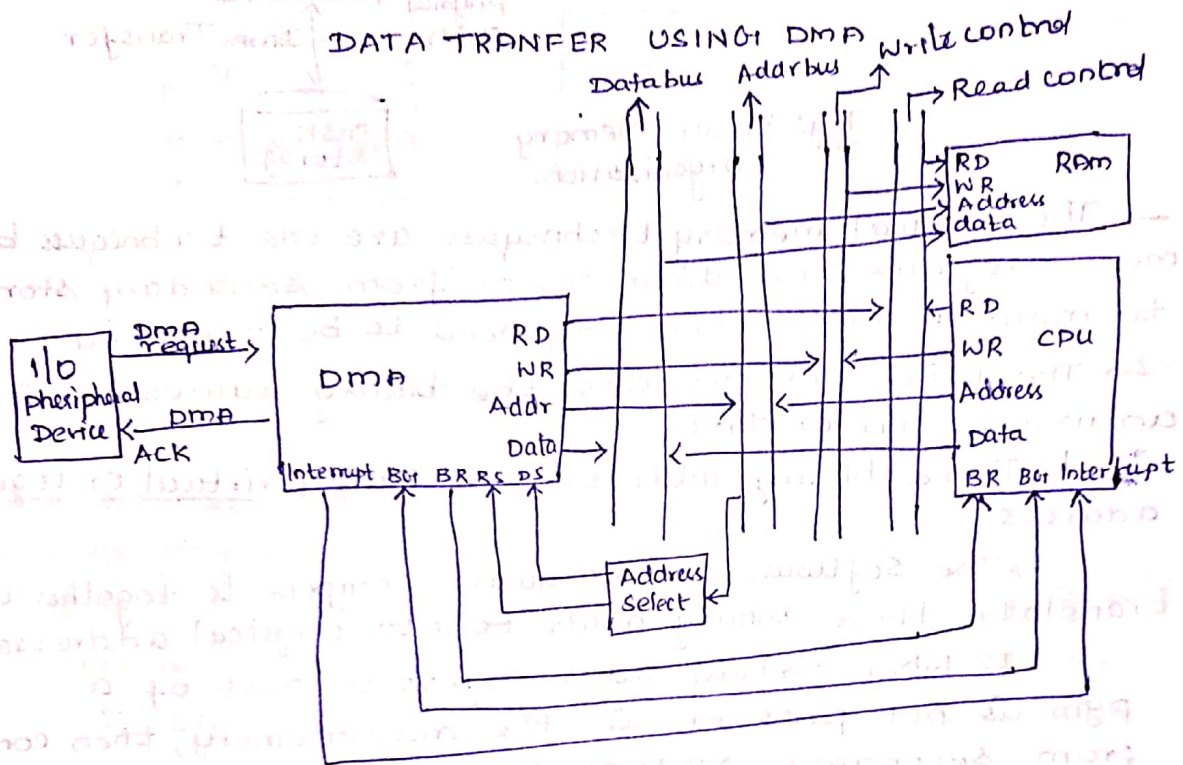 DATA TRANFER USING DMA
Write control
Databus
Addrbus
Read control
RD
RAM
WR
Address
data
I/O
Pheriphdal
Device
DMA
request
DMA
ACK
DMA
RD
WR
Addr
Data
Interrupt BG BR RS DS
RD
CPU
WR
Address
Data
BR BG Interrupt
Address
Select